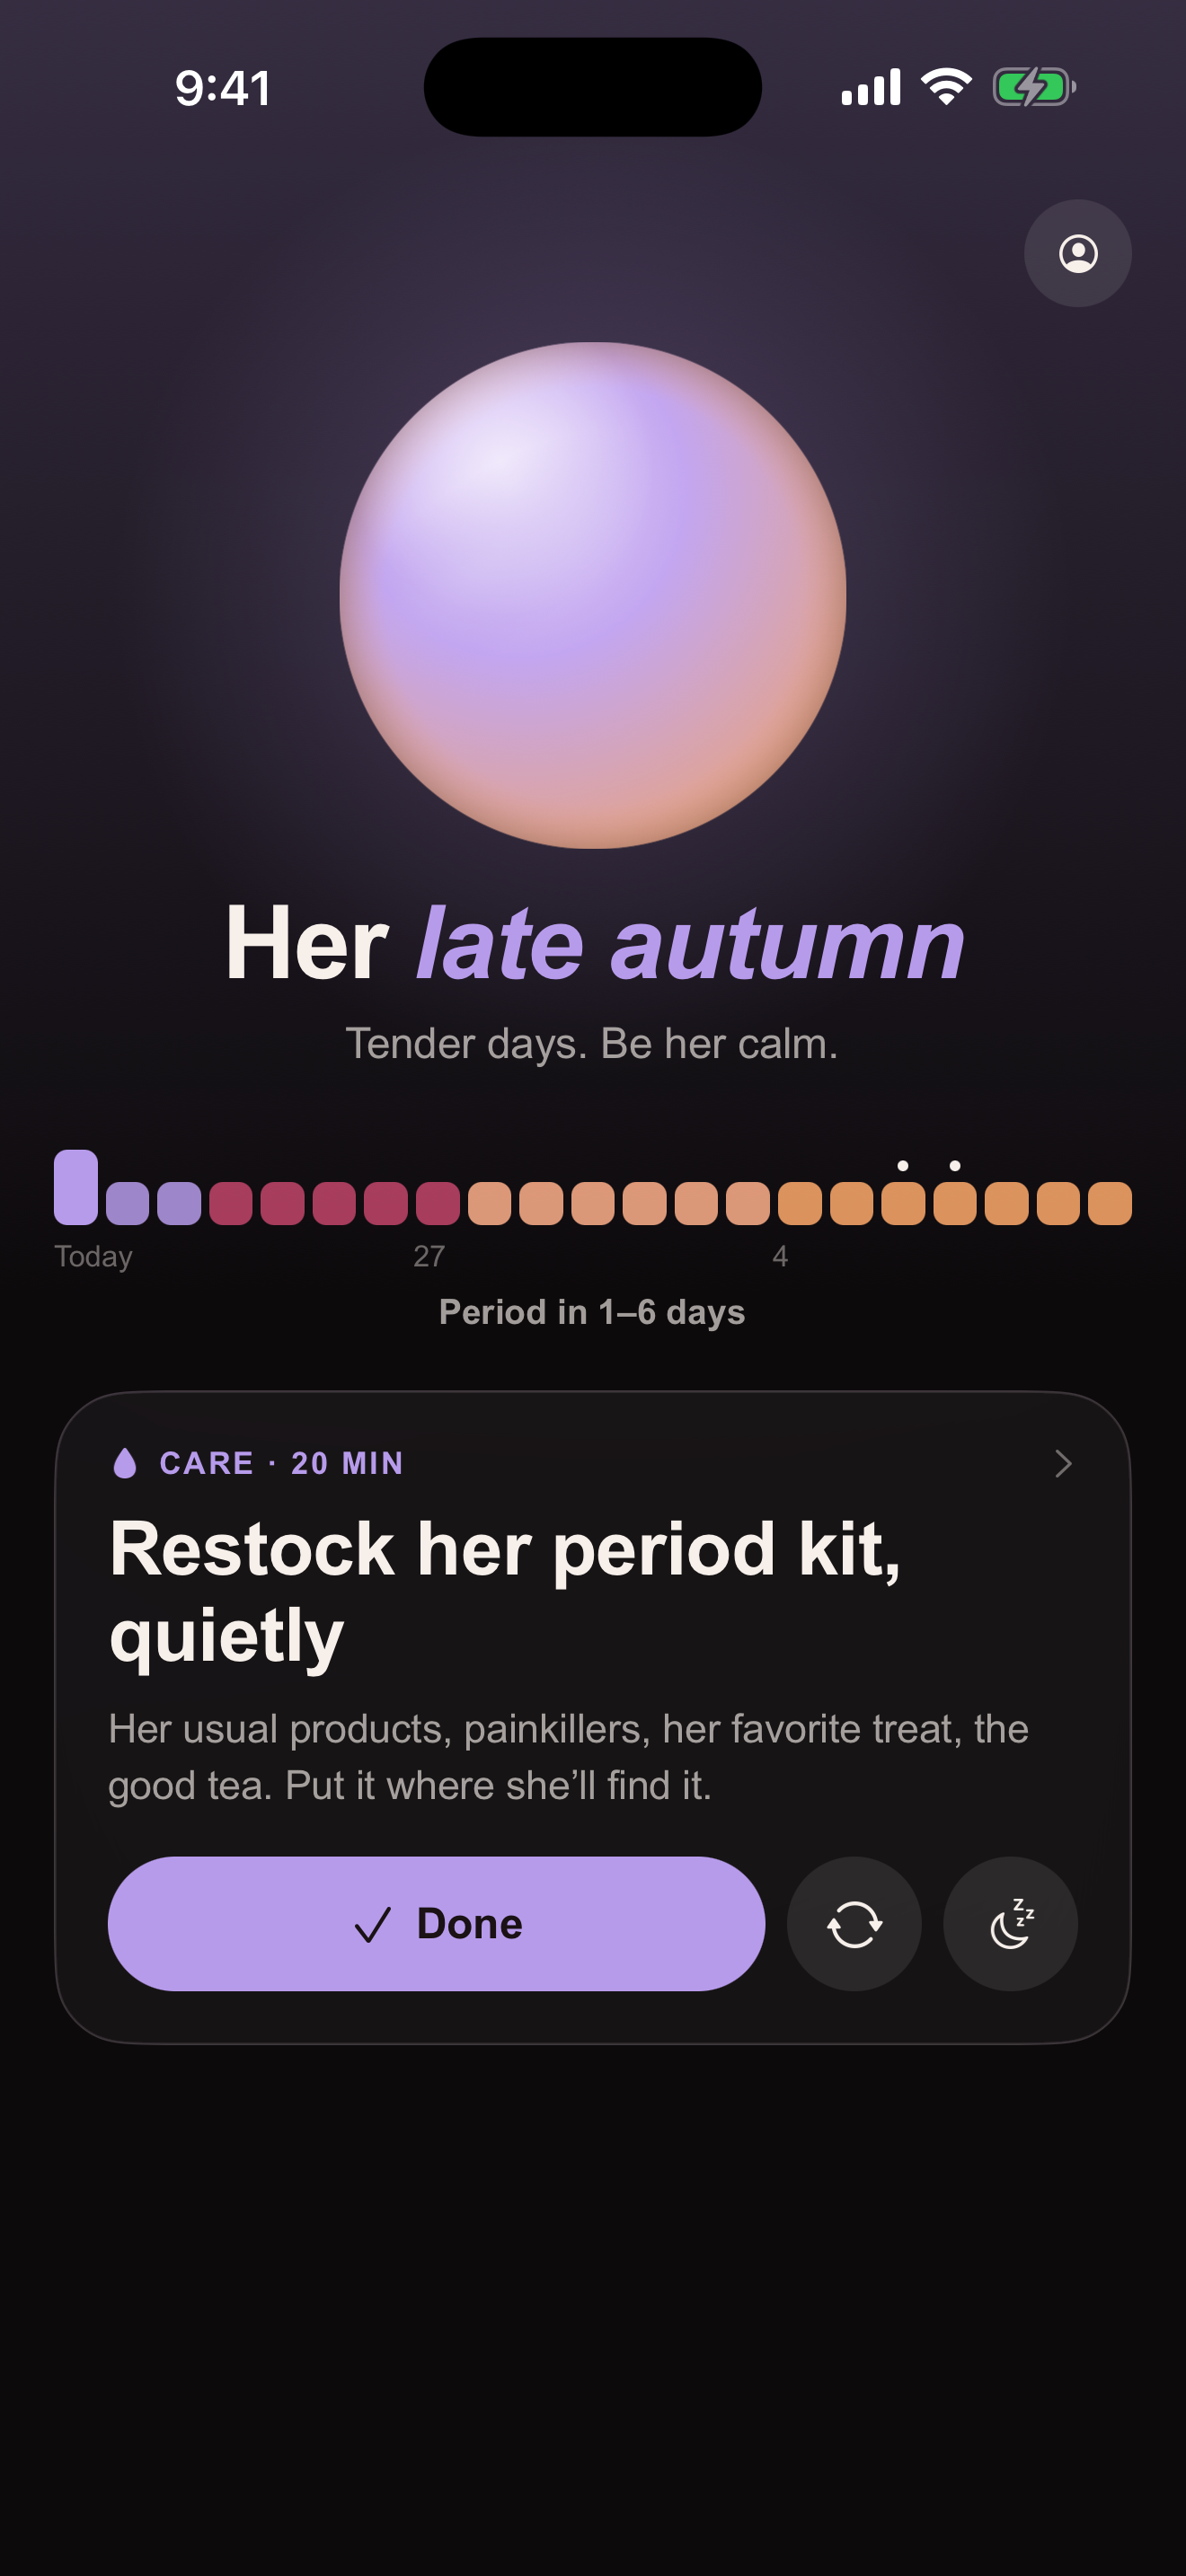 9:41
Her late autumn
Tender days. Be her calm.
Today 27 4
Period in 1–6 days
CARE · 20 MIN
Restock her period kit,
quietly
Her usual products, painkillers, her favorite treat, the
good tea. Put it where she’ll find it.
Done